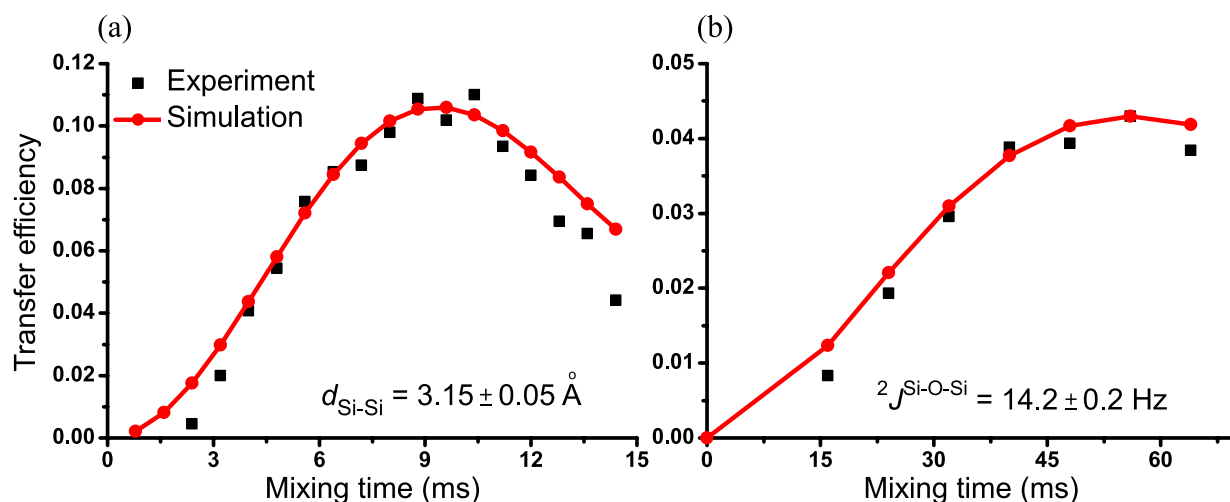 (a)
Transfer efficiency
0.12
0.10
0.08
0.06
0.04
0.02
0.00
Experiment
Simulation
d_Si-Si = 3.15 ± 0.05 Å
0 3 6 9 12 15
Mixing time (ms)
(b)
0.05
0.04
0.03
0.02
0.01
0.00
²J^Si-O-Si = 14.2 ± 0.2 Hz
0 15 30 45 60
Mixing time (ms)